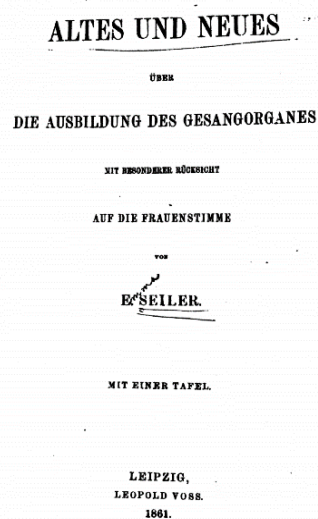 ALTES UND NEUES
ÜBER
DIE AUSBILDUNG DES GESANGORGANES
MIT BESONDERER RÜCKSICHT
AUF DIE FRAUENSTIMME
VON
Emma
E. SEILER.
MIT EINER TAFEL.
LEIPZIG,
LEOPOLD VOSS.
1861.